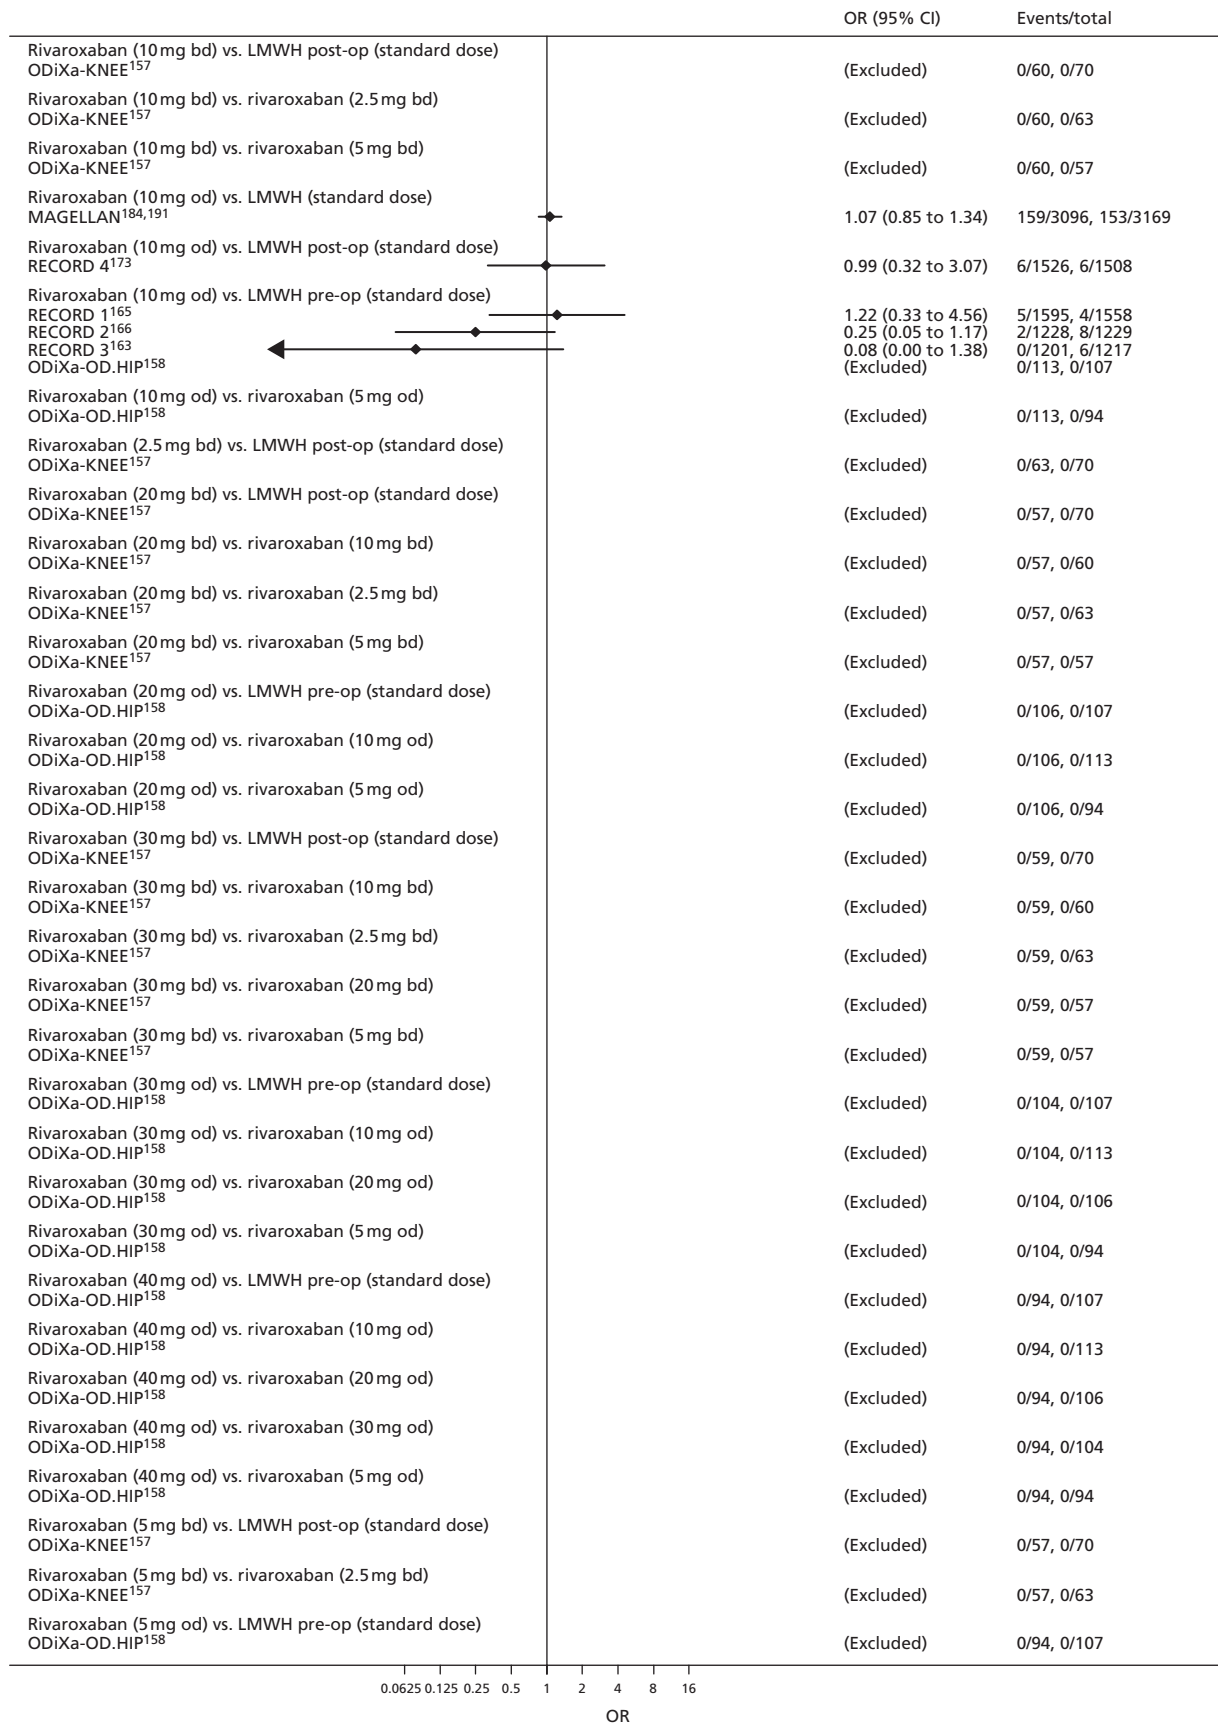 OR (95% CI) Events/total
Rivaroxaban (10 mg bd) vs. LMWH post-op (standard dose)
ODiXa-KNEE157 (Excluded) 0/60, 0/70
Rivaroxaban (10 mg bd) vs. rivaroxaban (2.5 mg bd)
ODiXa-KNEE157 (Excluded) 0/60, 0/63
Rivaroxaban (10 mg bd) vs. rivaroxaban (5 mg bd)
ODiXa-KNEE157 (Excluded) 0/60, 0/57
Rivaroxaban (10 mg od) vs. LMWH (standard dose)
MAGELLAN184,191 1.07 (0.85 to 1.34) 159/3096, 153/3169
Rivaroxaban (10 mg od) vs. LMWH post-op (standard dose)
RECORD 4173 0.99 (0.32 to 3.07) 6/1526, 6/1508
Rivaroxaban (10 mg od) vs. LMWH pre-op (standard dose)
RECORD 1165 1.22 (0.33 to 4.56) 5/1595, 4/1558
RECORD 2166 0.25 (0.05 to 1.17) 2/1228, 8/1229
RECORD 3163 0.08 (0.00 to 1.38) 0/1201, 6/1217
ODiXa-OD.HIP158 (Excluded) 0/113, 0/107
Rivaroxaban (10 mg od) vs. rivaroxaban (5 mg od)
ODiXa-OD.HIP158 (Excluded) 0/113, 0/94
Rivaroxaban (2.5 mg bd) vs. LMWH post-op (standard dose)
ODiXa-KNEE157 (Excluded) 0/63, 0/70
Rivaroxaban (20 mg bd) vs. LMWH post-op (standard dose)
ODiXa-KNEE157 (Excluded) 0/57, 0/70
Rivaroxaban (20 mg bd) vs. rivaroxaban (10 mg bd)
ODiXa-KNEE157 (Excluded) 0/57, 0/60
Rivaroxaban (20 mg bd) vs. rivaroxaban (2.5 mg bd)
ODiXa-KNEE157 (Excluded) 0/57, 0/63
Rivaroxaban (20 mg bd) vs. rivaroxaban (5 mg bd)
ODiXa-KNEE157 (Excluded) 0/57, 0/57
Rivaroxaban (20 mg od) vs. LMWH pre-op (standard dose)
ODiXa-OD.HIP158 (Excluded) 0/106, 0/107
Rivaroxaban (20 mg od) vs. rivaroxaban (10 mg od)
ODiXa-OD.HIP158 (Excluded) 0/106, 0/113
Rivaroxaban (20 mg od) vs. rivaroxaban (5 mg od)
ODiXa-OD.HIP158 (Excluded) 0/106, 0/94
Rivaroxaban (30 mg bd) vs. LMWH post-op (standard dose)
ODiXa-KNEE157 (Excluded) 0/59, 0/70
Rivaroxaban (30 mg bd) vs. rivaroxaban (10 mg bd)
ODiXa-KNEE157 (Excluded) 0/59, 0/60
Rivaroxaban (30 mg bd) vs. rivaroxaban (2.5 mg bd)
ODiXa-KNEE157 (Excluded) 0/59, 0/63
Rivaroxaban (30 mg bd) vs. rivaroxaban (20 mg bd)
ODiXa-KNEE157 (Excluded) 0/59, 0/57
Rivaroxaban (30 mg bd) vs. rivaroxaban (5 mg bd)
ODiXa-KNEE157 (Excluded) 0/59, 0/57
Rivaroxaban (30 mg od) vs. LMWH pre-op (standard dose)
ODiXa-OD.HIP158 (Excluded) 0/104, 0/107
Rivaroxaban (30 mg od) vs. rivaroxaban (10 mg od)
ODiXa-OD.HIP158 (Excluded) 0/104, 0/113
Rivaroxaban (30 mg od) vs. rivaroxaban (20 mg od)
ODiXa-OD.HIP158 (Excluded) 0/104, 0/106
Rivaroxaban (30 mg od) vs. rivaroxaban (5 mg od)
ODiXa-OD.HIP158 (Excluded) 0/104, 0/94
Rivaroxaban (40 mg od) vs. LMWH pre-op (standard dose)
ODiXa-OD.HIP158 (Excluded) 0/94, 0/107
Rivaroxaban (40 mg od) vs. rivaroxaban (10 mg od)
ODiXa-OD.HIP158 (Excluded) 0/94, 0/113
Rivaroxaban (40 mg od) vs. rivaroxaban (20 mg od)
ODiXa-OD.HIP158 (Excluded) 0/94, 0/106
Rivaroxaban (40 mg od) vs. rivaroxaban (30 mg od)
ODiXa-OD.HIP158 (Excluded) 0/94, 0/104
Rivaroxaban (40 mg od) vs. rivaroxaban (5 mg od)
ODiXa-OD.HIP158 (Excluded) 0/94, 0/94
Rivaroxaban (5 mg bd) vs. LMWH post-op (standard dose)
ODiXa-KNEE157 (Excluded) 0/57, 0/70
Rivaroxaban (5 mg bd) vs. rivaroxaban (2.5 mg bd)
ODiXa-KNEE157 (Excluded) 0/57, 0/63
Rivaroxaban (5 mg od) vs. LMWH pre-op (standard dose)
ODiXa-OD.HIP158 (Excluded) 0/94, 0/107
0.0625 0.125 0.25 0.5 1 2 4 8 16
OR